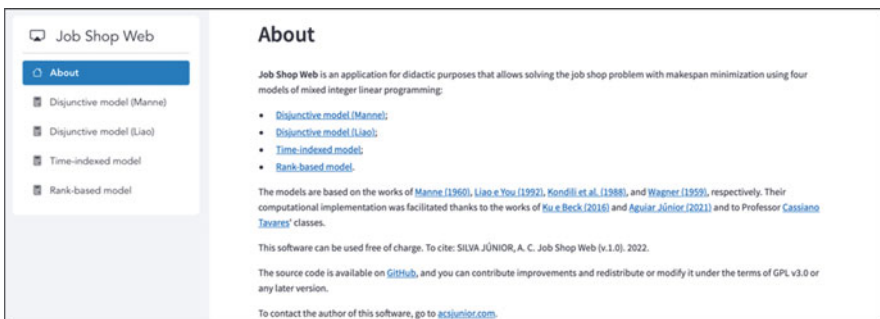 Job Shop Web
About
Disjunctive model (Manne)
Disjunctive model (Liao)
Time-indexed model
Rank-based model
About
Job Shop Web is an application for didactic purposes that allows solving the job shop problem with makespan minimization using four
models of mixed integer linear programming:
• Disjunctive model (Manne);
• Disjunctive model (Liao);
• Time-indexed model;
• Rank-based model.
The models are based on the works of Manne (1960), Liao e You (1992), Kondili et al. (1988), and Wagner (1959), respectively. Their
computational implementation was facilitated thanks to the works of Ku e Beck (2016) and Aguiar Júnior (2021) and to Professor Cassiano
Tavares' classes.
This software can be used free of charge. To cite: SILVA JÚNIOR, A. C. Job Shop Web (v.1.0). 2022.
The source code is available on GitHub, and you can contribute improvements and redistribute or modify it under the terms of GPL v3.0 or
any later version.
To contact the author of this software, go to acsjunior.com.